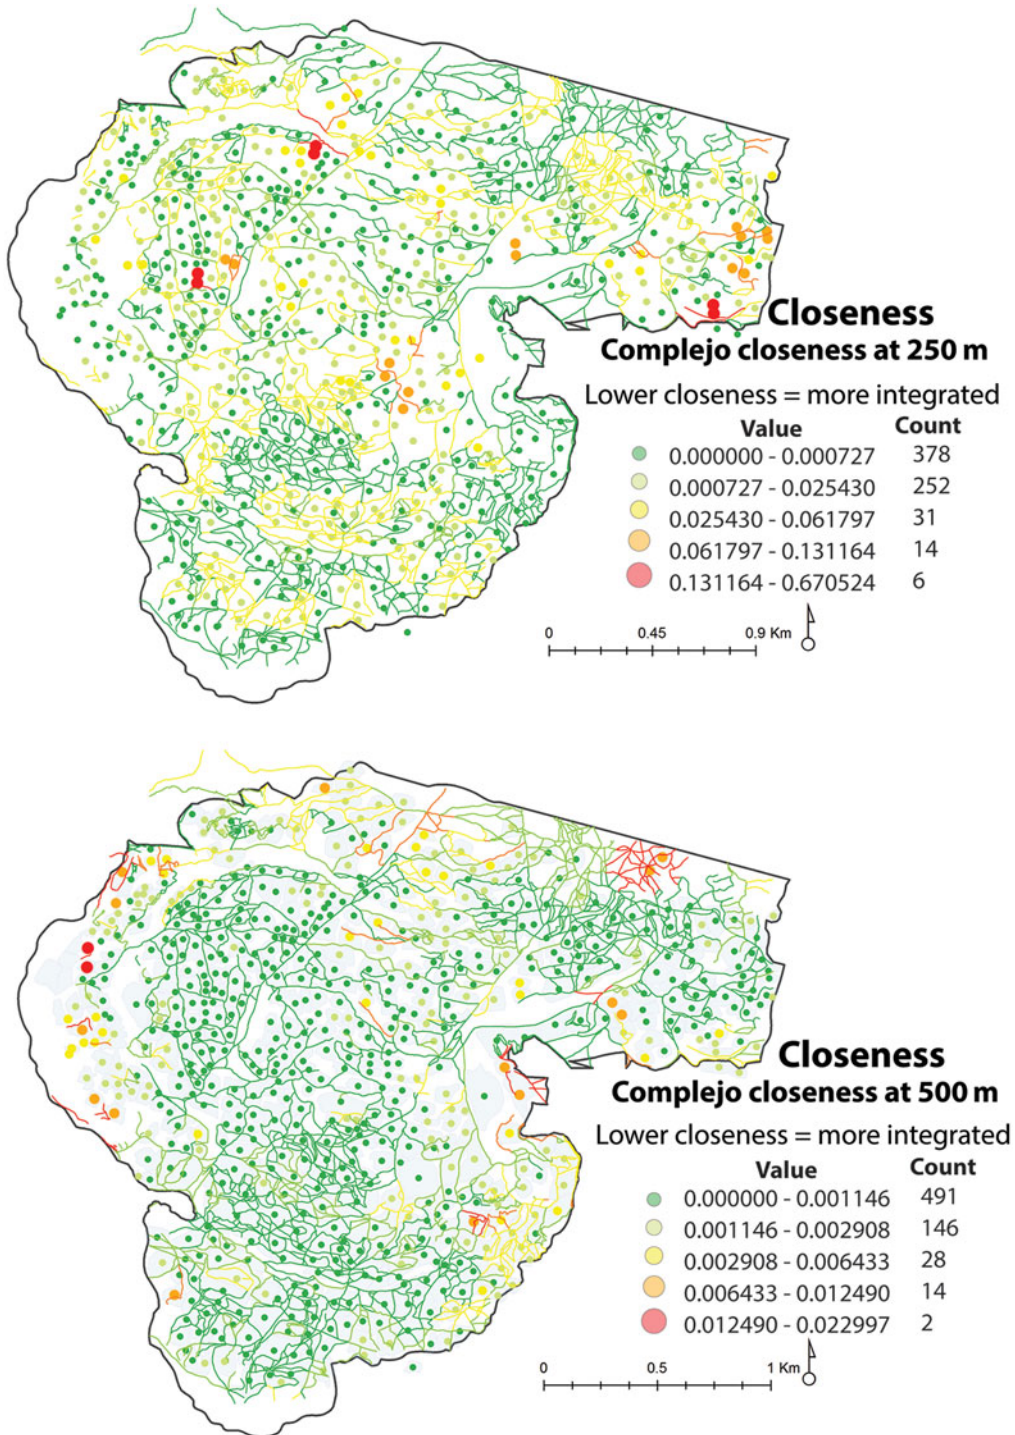 Closeness
Complejo closeness at 250 m
Lower closeness = more integrated
Value Count
0.000000 - 0.000727 378
0.000727 - 0.025430 252
0.025430 - 0.061797 31
0.061797 - 0.131164 14
0.131164 - 0.670524 6
0 0.45 0.9 Km
Closeness
Complejo closeness at 500 m
Lower closeness = more integrated
Value Count
0.000000 - 0.001146 491
0.001146 - 0.002908 146
0.002908 - 0.006433 28
0.006433 - 0.012490 14
0.012490 - 0.022997 2
0 0.5 1 Km